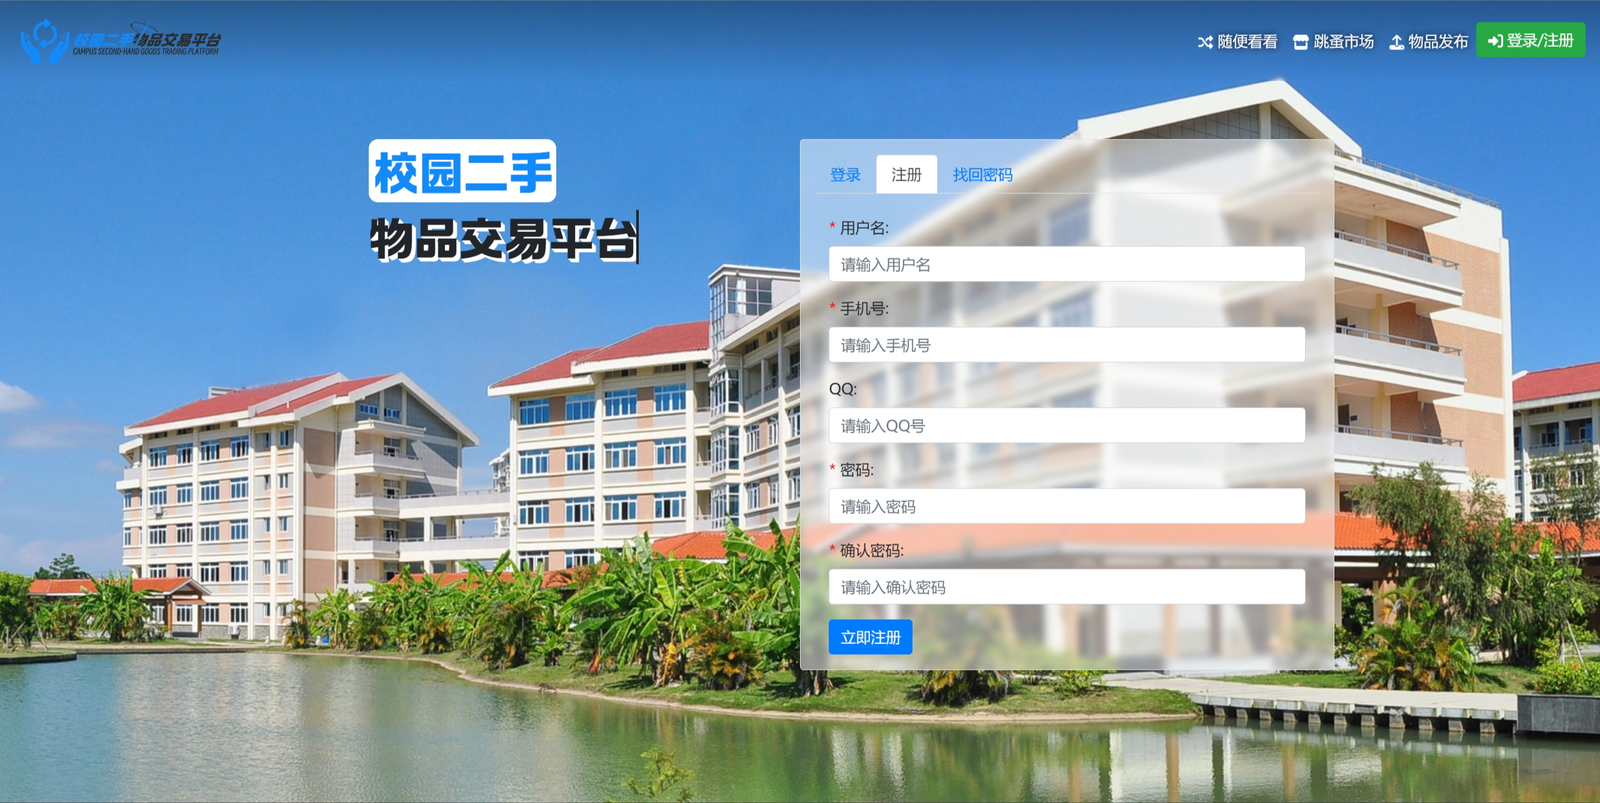 校园二手物品交易平台
CAMPUS SECOND-HAND GOODS TRADING PLATFORM
随便看看 跳蚤市场 物品发布 登录/注册
校园二手
物品交易平台
登录 注册 找回密码
* 用户名:
请输入用户名
* 手机号:
请输入手机号
QQ:
请输入QQ号
* 密码:
请输入密码
* 确认密码:
请输入确认密码
立即注册